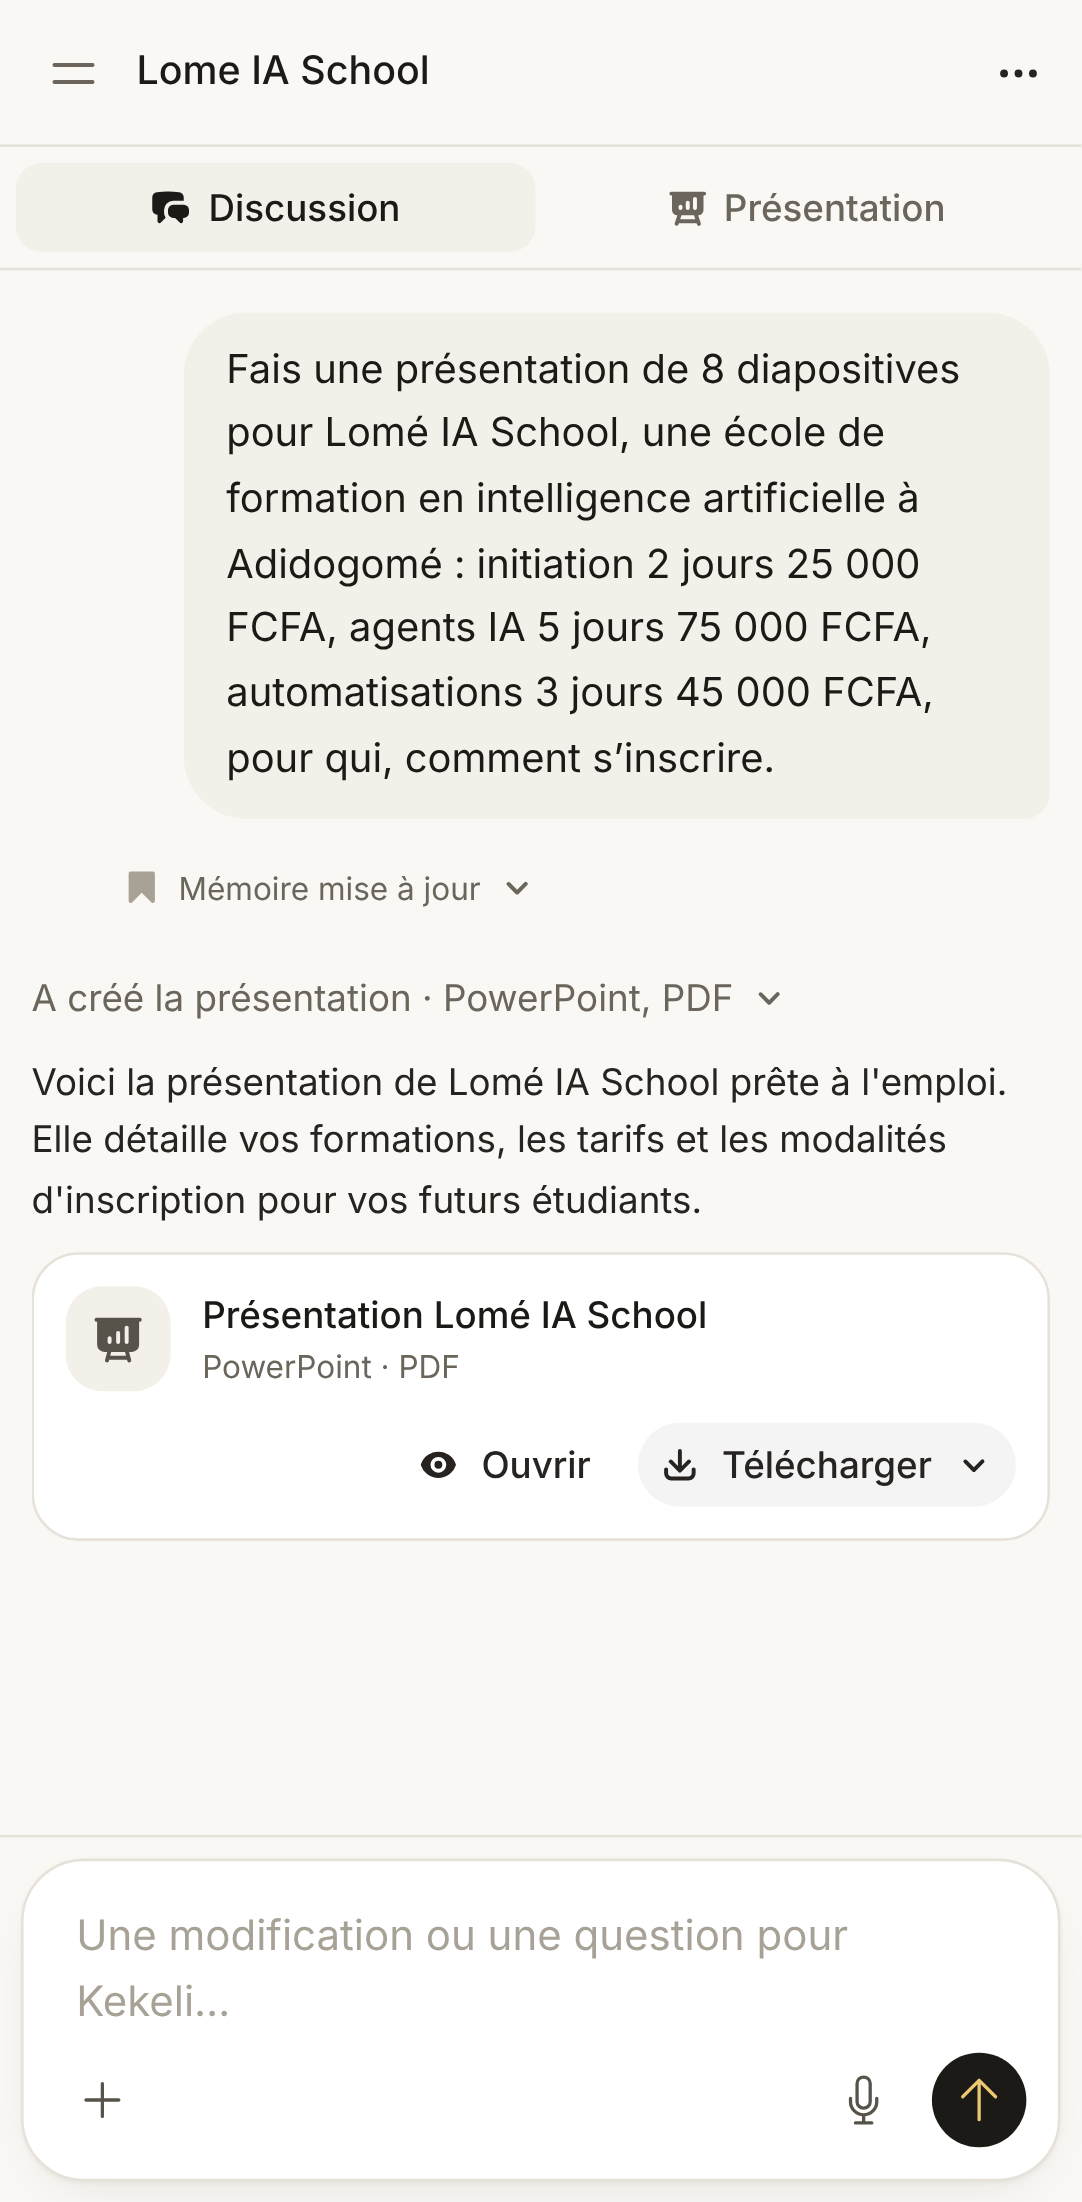 Lome IA School
Discussion
Présentation
Fais une présentation de 8 diapositives
pour Lomé IA School, une école de
formation en intelligence artificielle à
Adidogomé : initiation 2 jours 25 000
FCFA, agents IA 5 jours 75 000 FCFA,
automatisations 3 jours 45 000 FCFA,
pour qui, comment s’inscrire.
Mémoire mise à jour
A créé la présentation · PowerPoint, PDF
Voici la présentation de Lomé IA School prête à l'emploi.
Elle détaille vos formations, les tarifs et les modalités
d'inscription pour vos futurs étudiants.
Présentation Lomé IA School
PowerPoint · PDF
Ouvrir
Télécharger
Une modification ou une question pour
Kekeli...